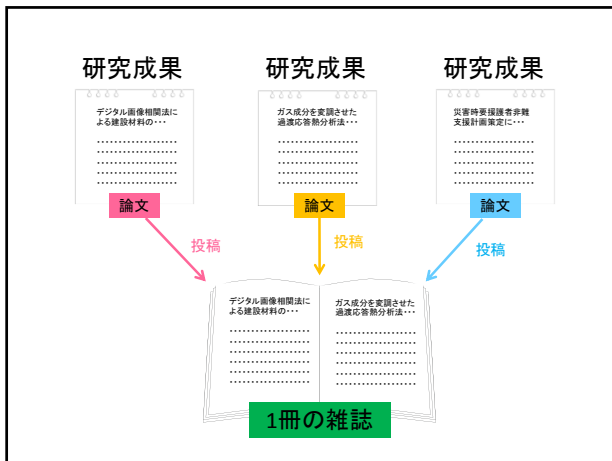 研究成果
研究成果
研究成果
デジタル画像相関法に
よる建設材料の・・・
ガス成分を変調させた
過渡応答熱分析法・・・
災害時要援護者非難
支援計画策定に・・・
論文
論文
論文
投稿
投稿
投稿
デジタル画像相関法に
よる建設材料の・・・
ガス成分を変調させた
過渡応答熱分析法・・・
1冊の雑誌